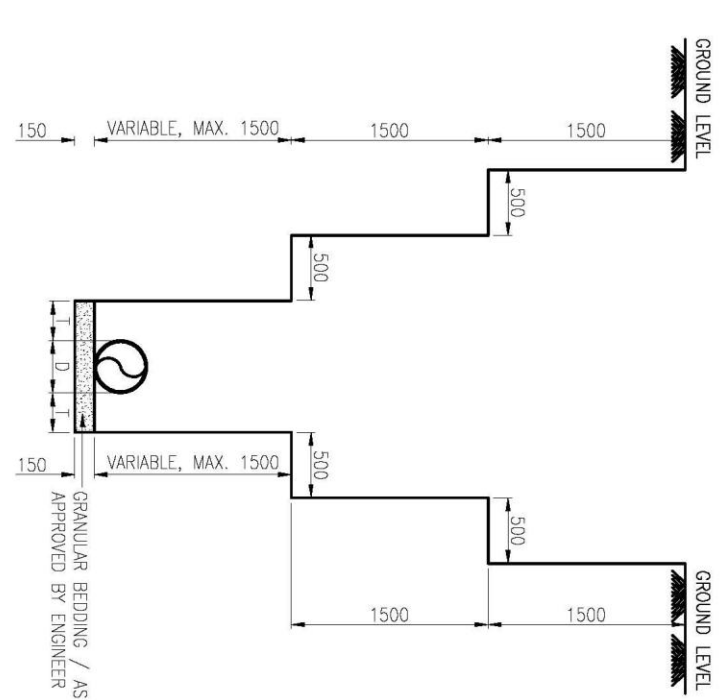 GROUND LEVEL
150
VARIABLE, MAX. 1500
1500
1500
500
500
T
D
T
500
500
150
VARIABLE, MAX. 1500
1500
1500
GROUND LEVEL
GRANULAR BEDDING / AS
APPROVED BY ENGINEER